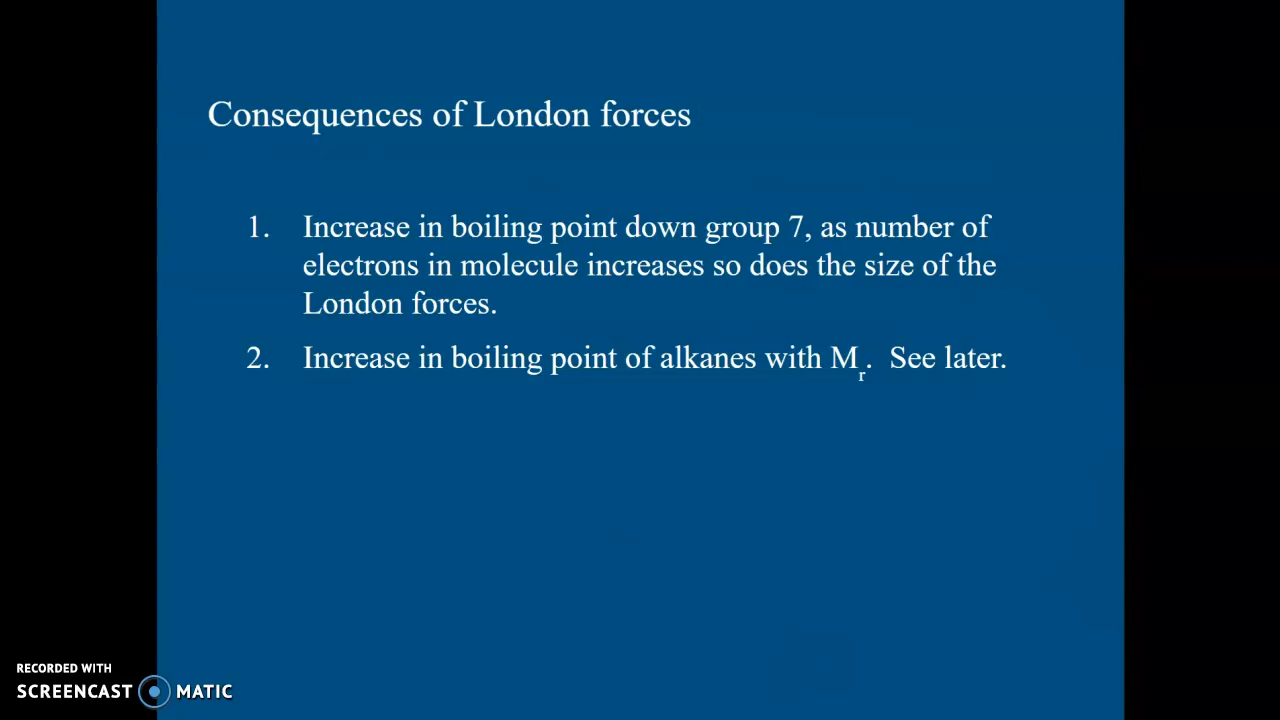 Consequences of London forces
1. Increase in boiling point down group 7, as number of
electrons in molecule increases so does the size of the
London forces.
2. Increase in boiling point of alkanes with Mr. See later.
RECORDED WITH
SCREENCAST MATIC